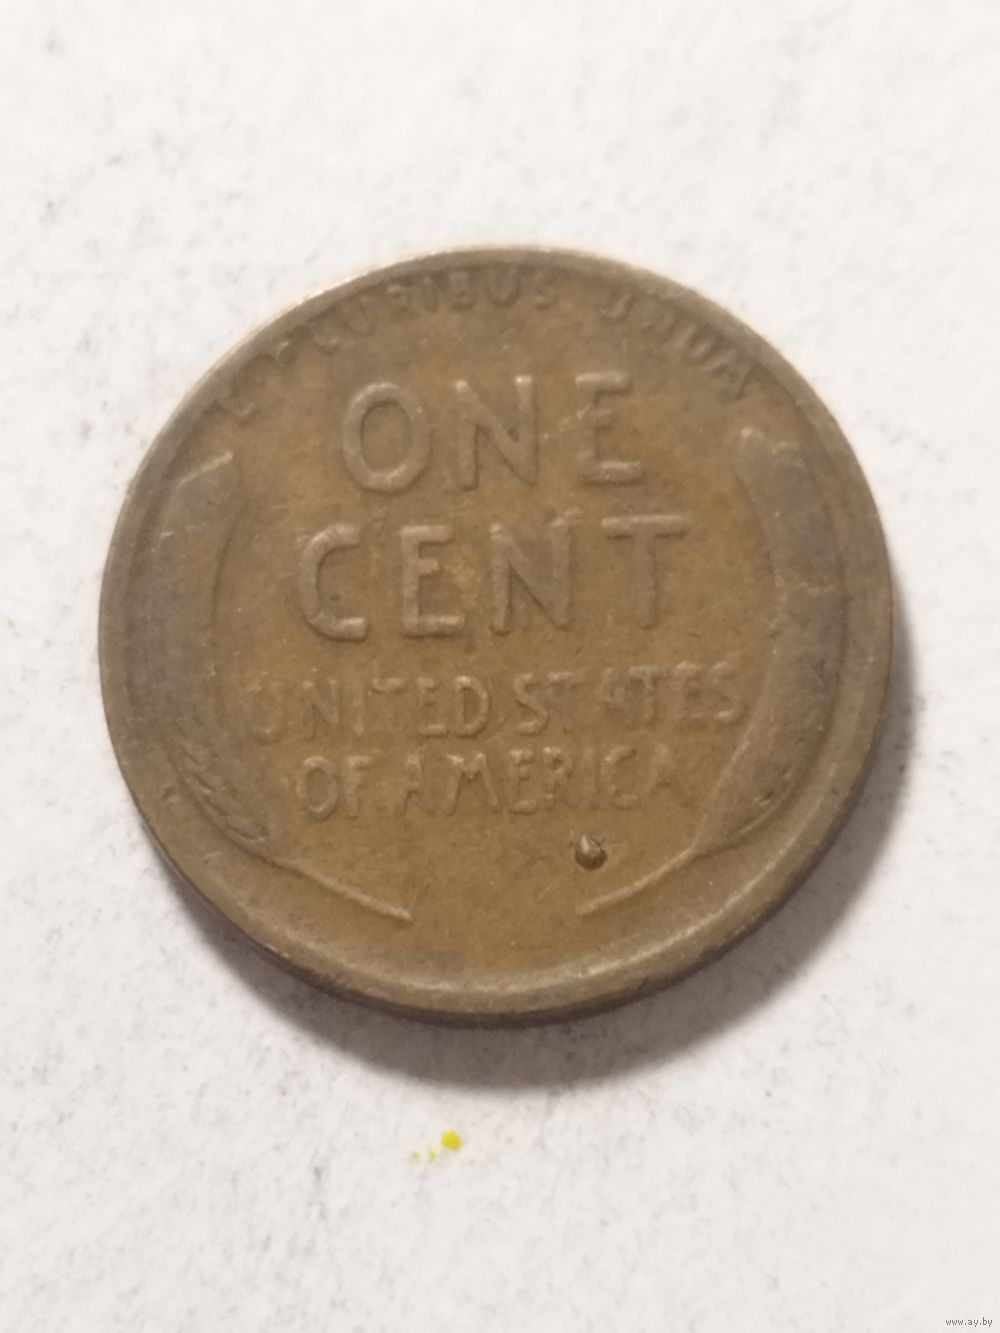 E PLURIBUS UNUM
ONE
CENT
UNITED STATES
OF AMERICA
www.ay.by